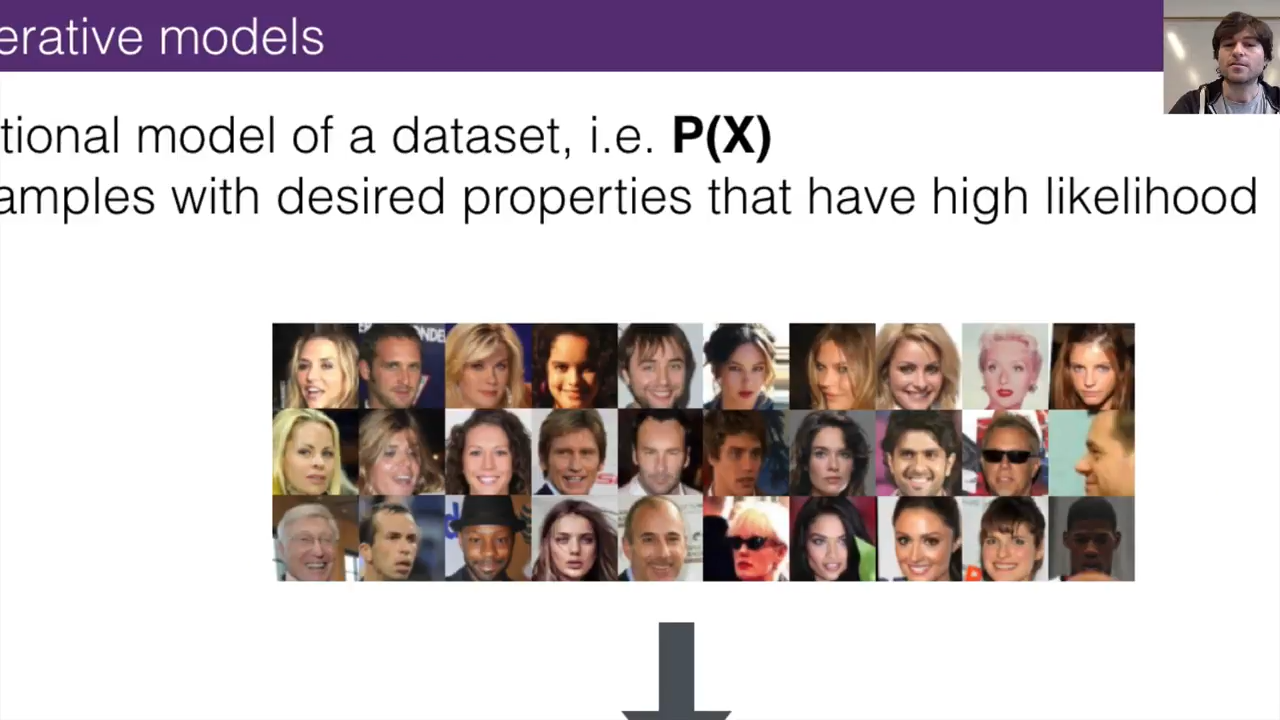 erative models
tional model of a dataset, i.e. P(X)
amples with desired properties that have high likelihood